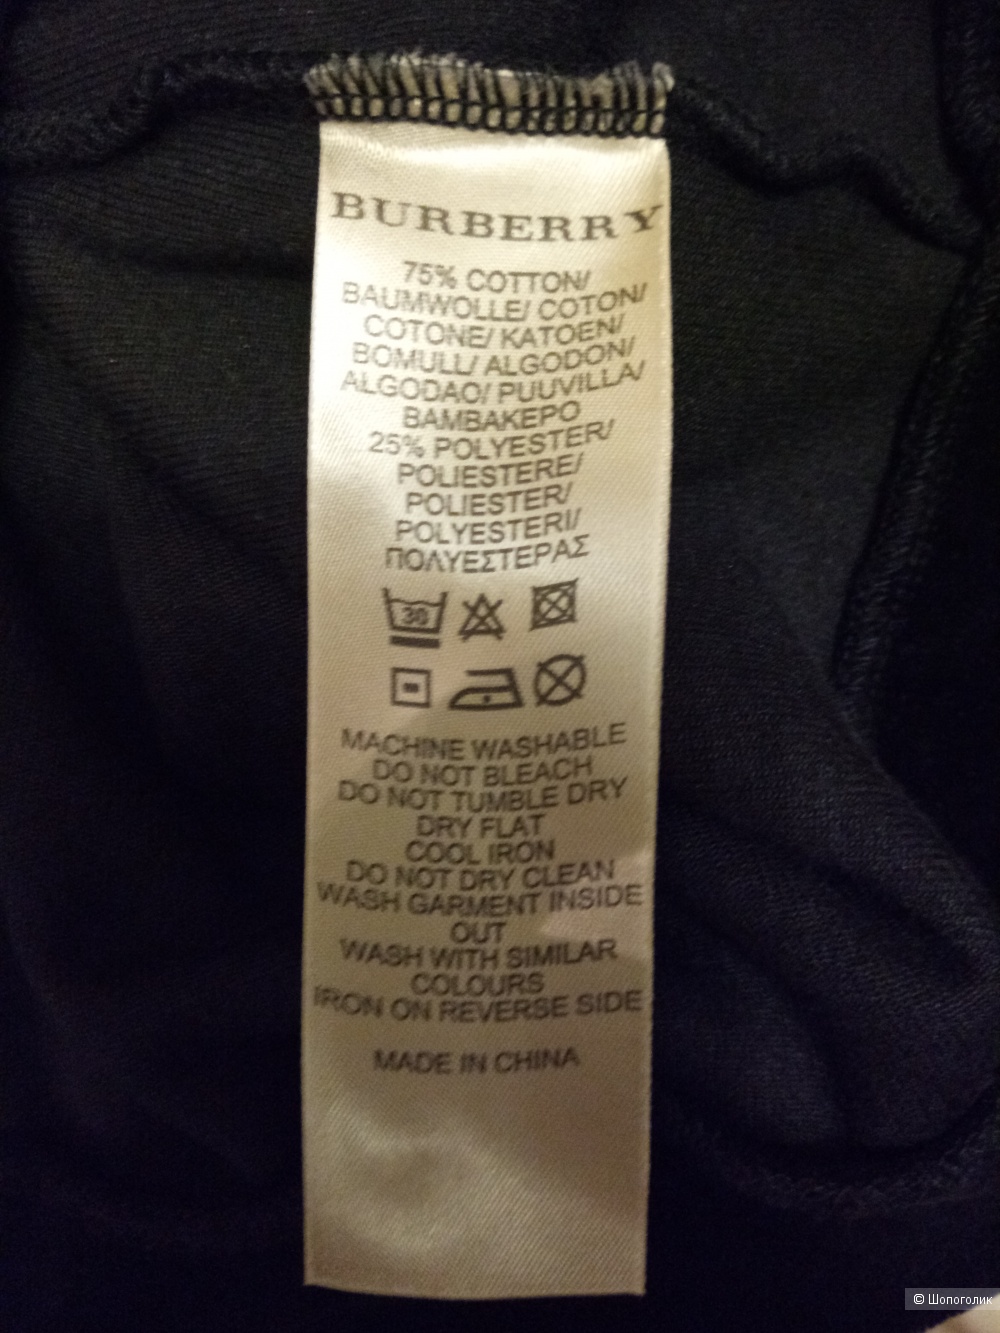 BURBERRY
75% COTTON/
BAUMWOLLE/ COTON/
COTONE/ KATOEN/
BOMULL/ ALGODON/
ALGODAO/ PUUVILLA/
ΒΑΜΒΑΚΕΡΟ
25% POLYESTER/
POLIESTERE/
POLIESTER/
POLYESTERI/
ΠΟΛΥΕΣΤΕΡΑΣ
30
MACHINE WASHABLE
DO NOT BLEACH
DO NOT TUMBLE DRY
DRY FLAT
COOL IRON
DO NOT DRY CLEAN
WASH GARMENT INSIDE
OUT
WASH WITH SIMILAR
COLOURS
IRON ON REVERSE SIDE
MADE IN CHINA
© Шопоголик